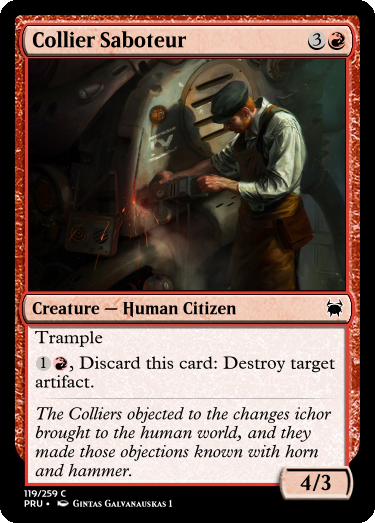 Collier Saboteur 3
Creature — Human Citizen
Trample
1, Discard this card: Destroy target
artifact.
The Colliers objected to the changes ichor
brought to the human world, and they
made those objections known with horn
and hammer.
4/3
119/259 C
PRU • Gintas Galvanauskas 1